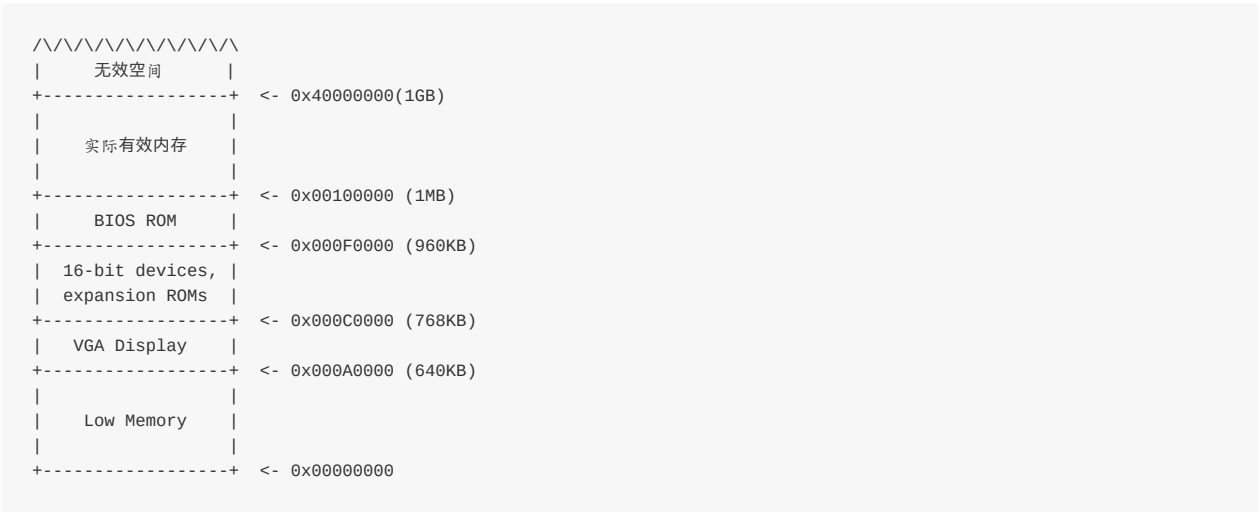 /\/\/\/\/\/\/\/\/\/\
|      无效空间      |
+------------------+  <- 0x40000000(1GB)
|                  |
|     实际有效内存    |
|                  |
+------------------+  <- 0x00100000 (1MB)
|     BIOS ROM     |
+------------------+  <- 0x000F0000 (960KB)
|  16-bit devices, |
|  expansion ROMs  |
+------------------+  <- 0x000C0000 (768KB)
|   VGA Display    |
+------------------+  <- 0x000A0000 (640KB)
|                  |
|    Low Memory    |
|                  |
+------------------+  <- 0x00000000